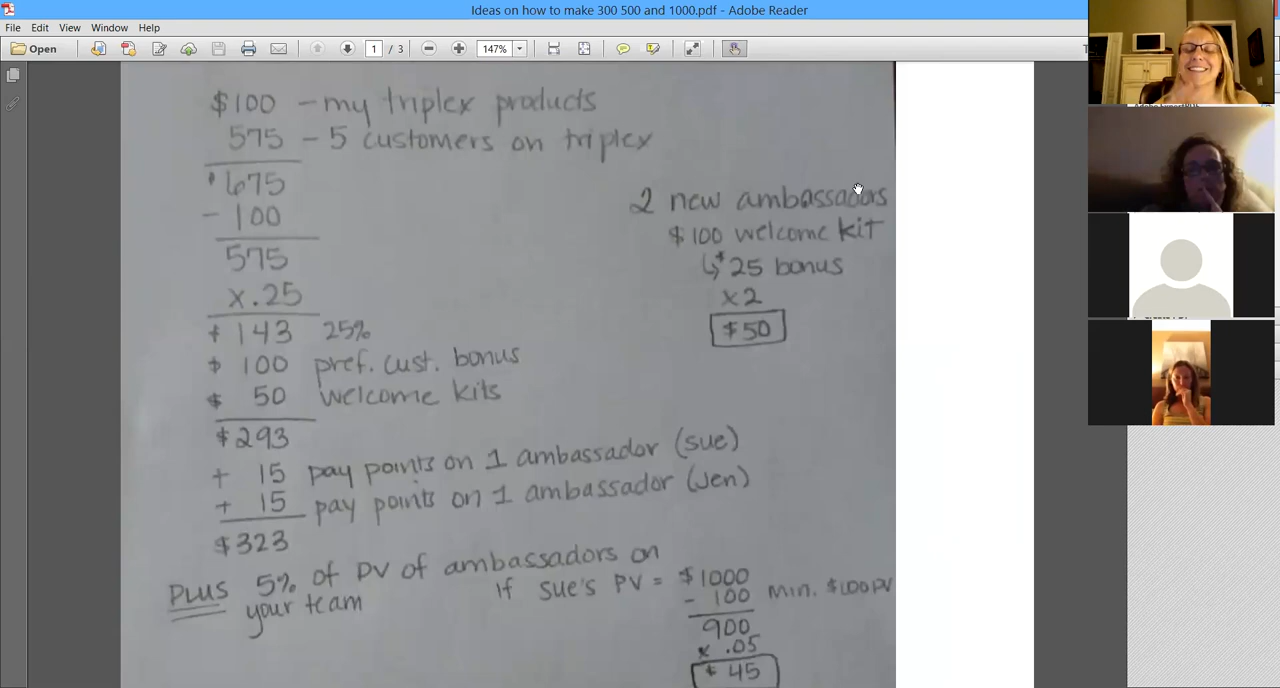 Ideas on how to make 300 500 and 1000.pdf - Adobe Reader
File Edit View Window Help
Open 1 / 3 147%
$100 - my triplex products
575 - 5 customers on triplex
$675
- 100
575
x .25
$ 143 25%
$ 100 pref. cust. bonus
$ 50 welcome kits
$293
+ 15 pay points on 1 ambassador (sue)
+ 15 pay points on 1 ambassador (Jen)
$323
Plus 5% of PV of ambassadors on
your team
2 new ambassadors
$100 welcome kit
↳ $25 bonus
x2
$50
If sue's PV = $1000
- 100 min. $100 PV
900
x .05
$ 45